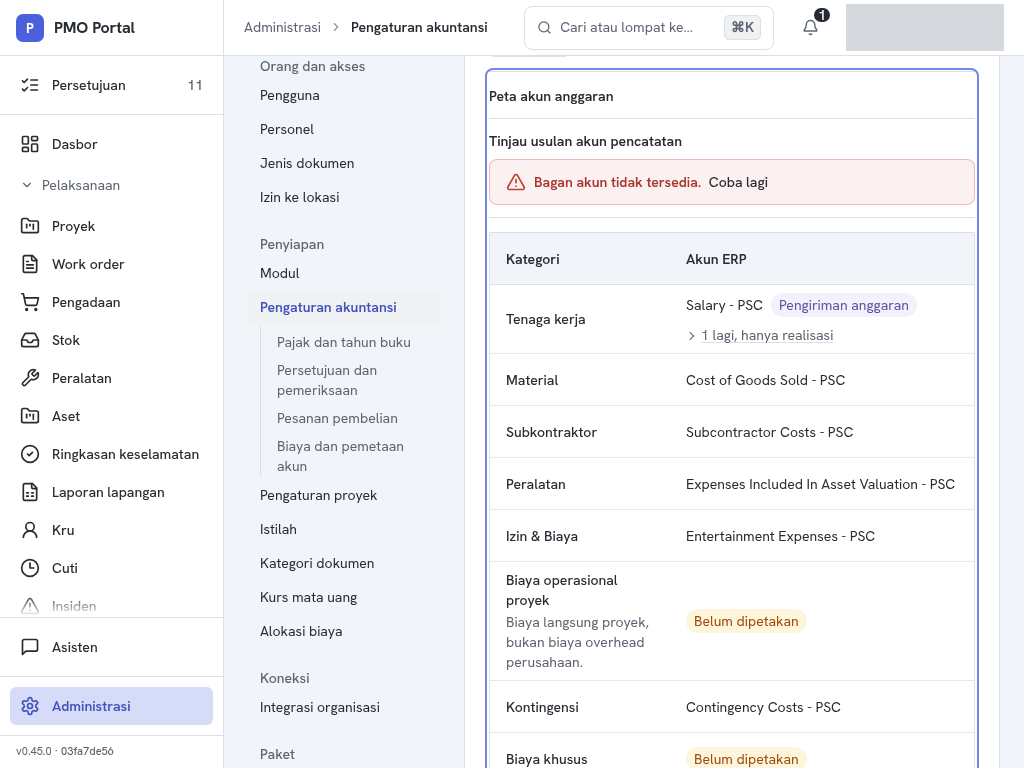 P PMO Portal
Persetujuan 11
Dasbor
Pelaksanaan
Proyek
Work order
Pengadaan
Stok
Peralatan
Aset
Ringkasan keselamatan
Laporan lapangan
Kru
Cuti
Insiden
Asisten
Administrasi
v0.45.0 · 03fa7de56
Administrasi > Pengaturan akuntansi
Cari atau lompat ke… ⌘K
1
Orang dan akses
Pengguna
Personel
Jenis dokumen
Izin ke lokasi
Penyiapan
Modul
Pengaturan akuntansi
Pajak dan tahun buku
Persetujuan dan
pemeriksaan
Pesanan pembelian
Biaya dan pemetaan
akun
Pengaturan proyek
Istilah
Kategori dokumen
Kurs mata uang
Alokasi biaya
Koneksi
Integrasi organisasi
Paket
Peta akun anggaran
Tinjau usulan akun pencatatan
Bagan akun tidak tersedia. Coba lagi
Kategori Akun ERP
Tenaga kerja Salary - PSC Pengiriman anggaran
> 1 lagi, hanya realisasi
Material Cost of Goods Sold - PSC
Subkontraktor Subcontractor Costs - PSC
Peralatan Expenses Included In Asset Valuation - PSC
Izin & Biaya Entertainment Expenses - PSC
Biaya operasional
proyek
Biaya langsung proyek,
bukan biaya overhead
perusahaan.
Belum dipetakan
Kontingensi Contingency Costs - PSC
Biaya khusus Belum dipetakan